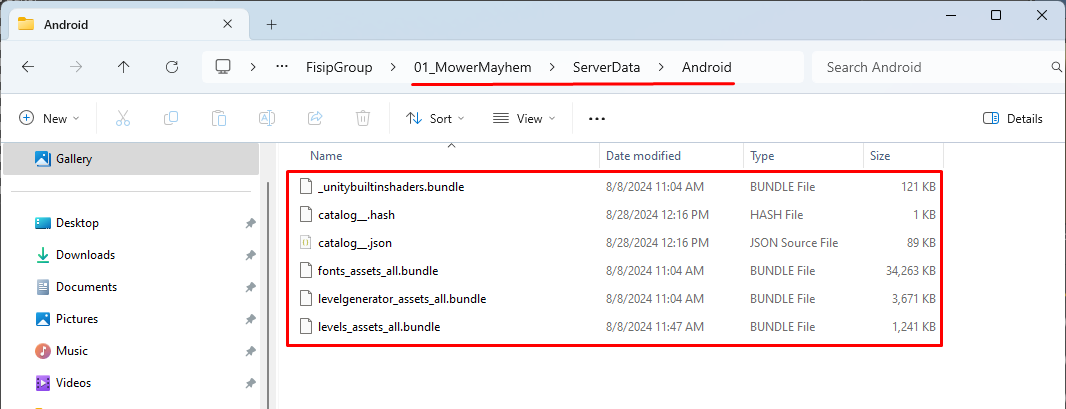 Android
FisipGroup 01_MowerMayhem ServerData Android Search Android
New Sort View Details
Gallery
Desktop
Downloads
Documents
Pictures
Music
Videos
Name Date modified Type Size
_unitybuiltinshaders.bundle 8/8/2024 11:04 AM BUNDLE File 121 KB
catalog__.hash 8/28/2024 12:16 PM HASH File 1 KB
catalog__.json 8/28/2024 12:16 PM JSON Source File 89 KB
fonts_assets_all.bundle 8/8/2024 11:04 AM BUNDLE File 34,263 KB
levelgenerator_assets_all.bundle 8/8/2024 11:04 AM BUNDLE File 3,671 KB
levels_assets_all.bundle 8/8/2024 11:47 AM BUNDLE File 1,241 KB